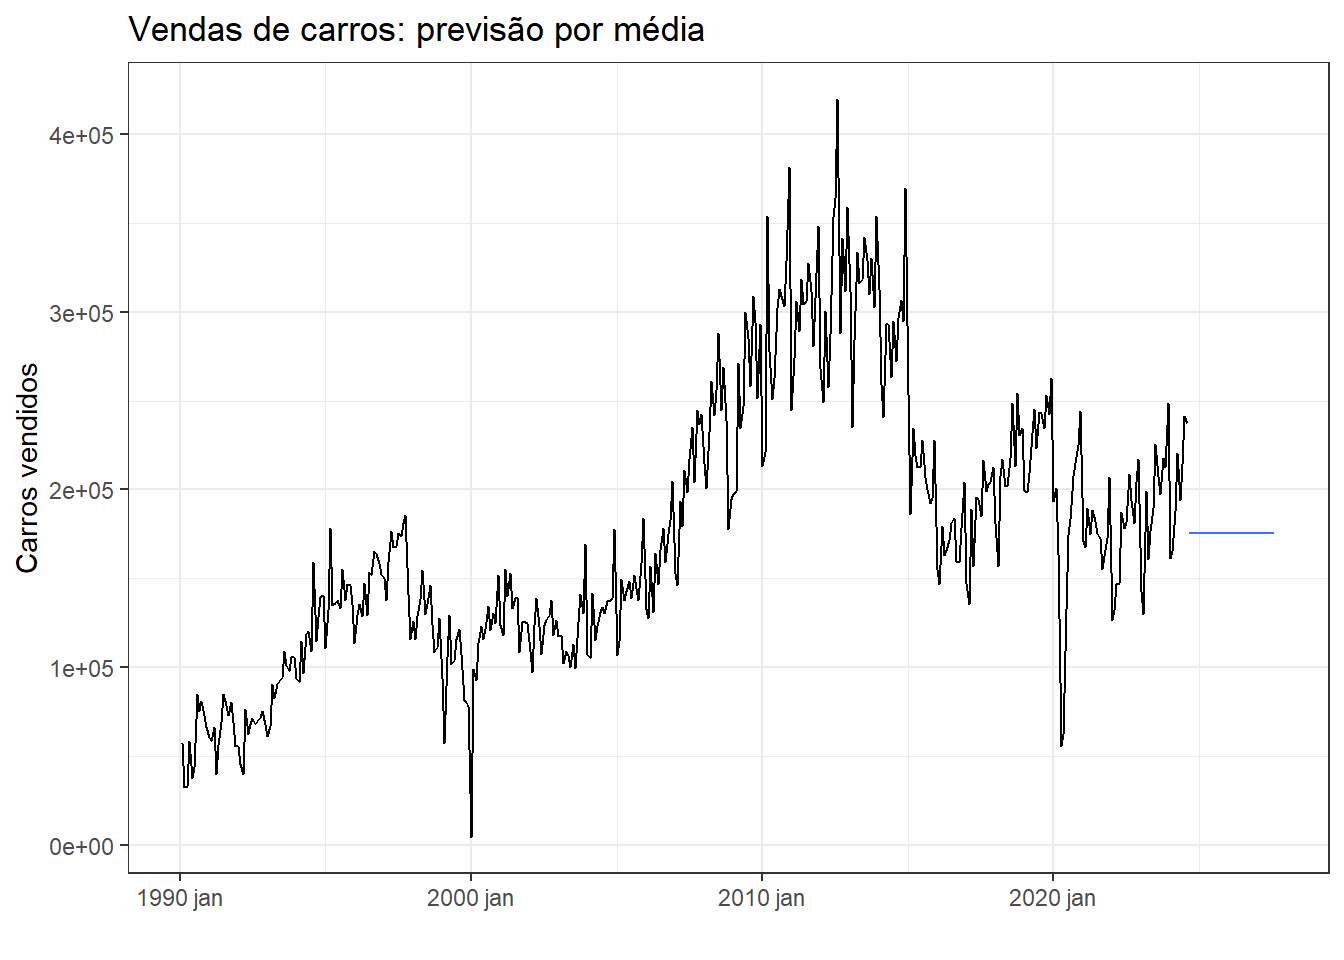 Vendas de carros: previsão por média
Carros vendidos
4e+05
3e+05
2e+05
1e+05
0e+00
1990 jan
2000 jan
2010 jan
2020 jan